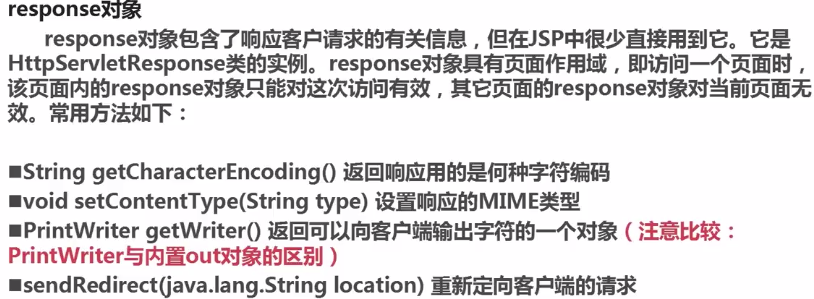 response对象
response对象包含了响应客户请求的有关信息，但在JSP中很少直接用到它。它是
HttpServletResponse类的实例。response对象具有页面作用域，即访问一个页面时，
该页面内的response对象只能对这次访问有效，其它页面的response对象对当前页面无
效。常用方法如下：
■String getCharacterEncoding() 返回响应用的是何种字符编码
■void setContentType(String type) 设置响应的MIME类型
■PrintWriter getWriter() 返回可以向客户端输出字符的一个对象（注意比较：
PrintWriter与内置out对象的区别）
■sendRedirect(java.lang.String location) 重新定向客户端的请求